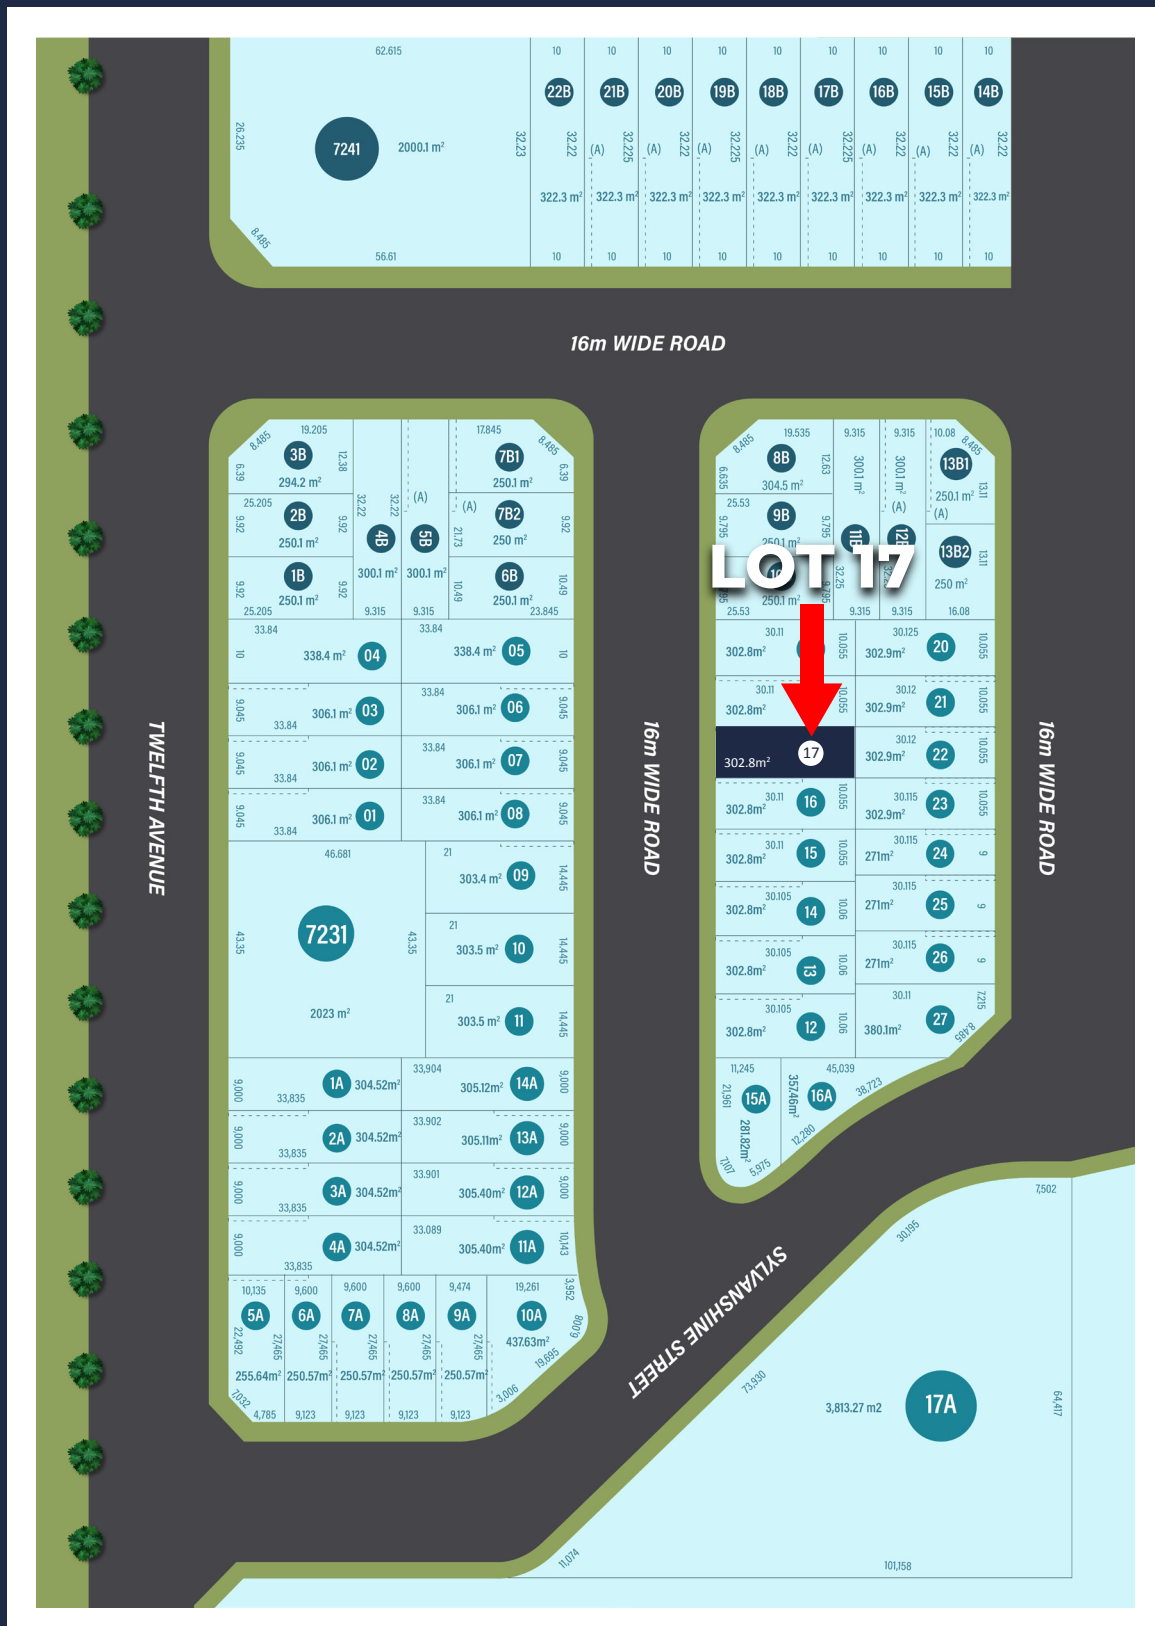 62.615
10 10 10 10 10 10 10 10 10
22B 21B 20B 19B 18B 17B 16B 15B 14B
26.235
7241
2000.1 m²
32.23
32.22 32.225 32.22 32.225 32.22 32.225 32.22 32.22 32.22
(A) (A) (A) (A) (A) (A) (A) (A)
322.3 m² 322.3 m² 322.3 m² 322.3 m² 322.3 m² 322.3 m² 322.3 m² 322.3 m² 322.3 m²
8.485
56.61
10 10 10 10 10 10 10 10 10
16m WIDE ROAD
8.485
19.205
3B
12.38
6.39
294.2 m²
25.205
2B
9.92
9.92
250.1 m²
1B
9.92
9.92
250.1 m²
25.205
32.22
4B
300.1 m²
9.315
32.22
(A)
5B
300.1 m²
9.315
17.845
8.485
7B1
6.39
250.1 m²
(A)
7B2
9.92
250 m²
21.73
6B
10.49
10.49
250.1 m²
23.845
33.84
10
338.4 m²
04
33.84
338.4 m²
05
10
9.045
33.84
306.1 m²
03
33.84
306.1 m²
06
9.045
9.045
33.84
306.1 m²
02
33.84
306.1 m²
07
9.045
9.045
33.84
306.1 m²
01
33.84
306.1 m²
08
9.045
46.681
43.35
7231
43.35
2023 m²
21
303.4 m²
09
14.445
21
303.5 m²
10
14.445
21
303.5 m²
11
14.445
9,000
33,835
1A
304.52m²
33,904
305.12m²
14A
9,000
9,000
33,835
2A
304.52m²
33.902
305.11m²
13A
9,000
9,000
33,835
3A
304.52m²
33.901
305.40m²
12A
9,000
9,000
33,835
4A
304.52m²
33.089
305.40m²
11A
10,143
10,135
5A
22,492
255.64m²
7,032
4,785
9,600
6A
27,465
250.57m²
9,123
9,600
7A
27,465
250.57m²
9,123
9,600
8A
27,465
250.57m²
9,123
9,474
9A
27,465
250.57m²
9,123
19,261
3,952
10A
437.63m²
19,695
3,006
TWELFTH AVENUE
16m WIDE ROAD
8.485
19.535
8B
12.63
6.635
304.5 m²
25.53
9B
9.795
9.795
250.1 m²
250.1 m²
9.795
25.53
9.315
300.1 m²
11B
32.25
9.315
9.315
300.1 m²
(A)
9.315
10.08
8.485
13B1
13.11
250.1 m²
(A)
13B2
13.11
250 m²
16.08
LOT 17
30.11
302.8m²
10.055
30.125
302.9m²
20
10.055
30.11
302.8m²
10.055
30.12
302.9m²
21
10.055
302.8m²
17
30.12
302.9m²
22
10.055
30.11
302.8m²
16
10.055
30.115
302.9m²
23
10.055
30.11
302.8m²
15
10.055
30.115
271m²
24
9
30.105
302.8m²
14
10.06
30.115
271m²
25
9
30.105
302.8m²
13
10.06
30.115
271m²
26
9
30.105
302.8m²
12
10.06
30.11
380.1m²
27
7.215
8.485
11,245
21,961
15A
281.82m²
7,107
5,975
45,039
357.46m²
16A
38,723
12,280
16m WIDE ROAD
SYLVANSHINE STREET
7,502
30,195
73,930
3,813.27 m2
17A
64,417
11,074
101,158